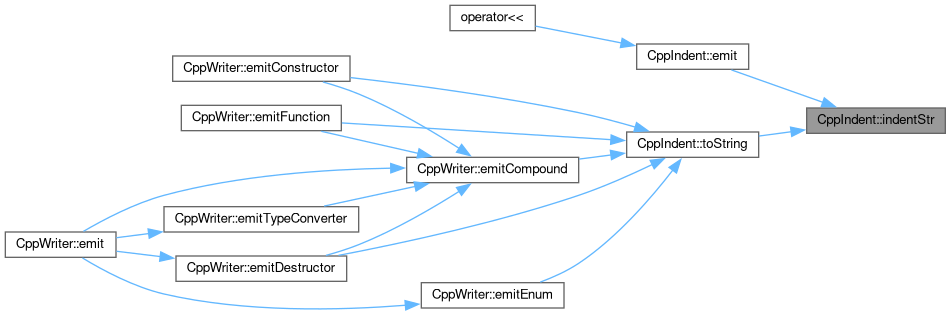 operator<<
CppIndent::emit
CppWriter::emitConstructor
CppWriter::emitFunction
CppIndent::indentStr
CppIndent::toString
CppWriter::emitCompound
CppWriter::emitTypeConverter
CppWriter::emit
CppWriter::emitDestructor
CppWriter::emitEnum